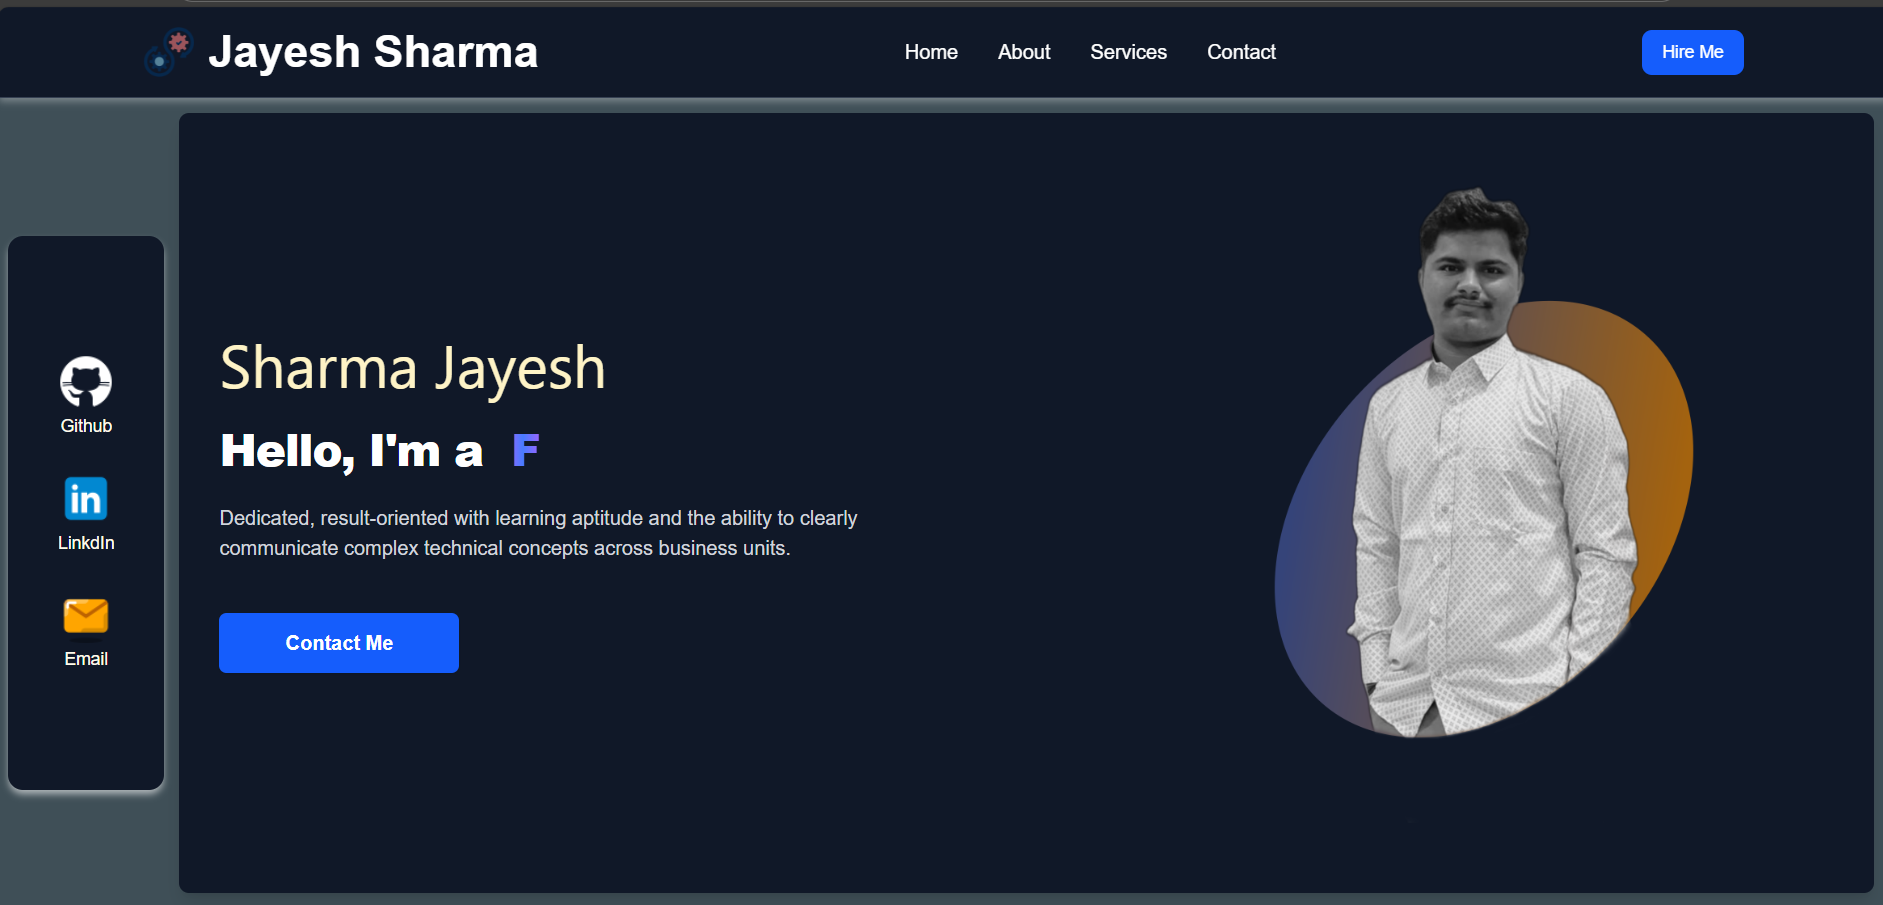 Jayesh Sharma
Home
About
Services
Contact
Hire Me
Github
in
LinkdIn
Email
Sharma Jayesh
Hello, I'm a F
Dedicated, result-oriented with learning aptitude and the ability to clearly
communicate complex technical concepts across business units.
Contact Me